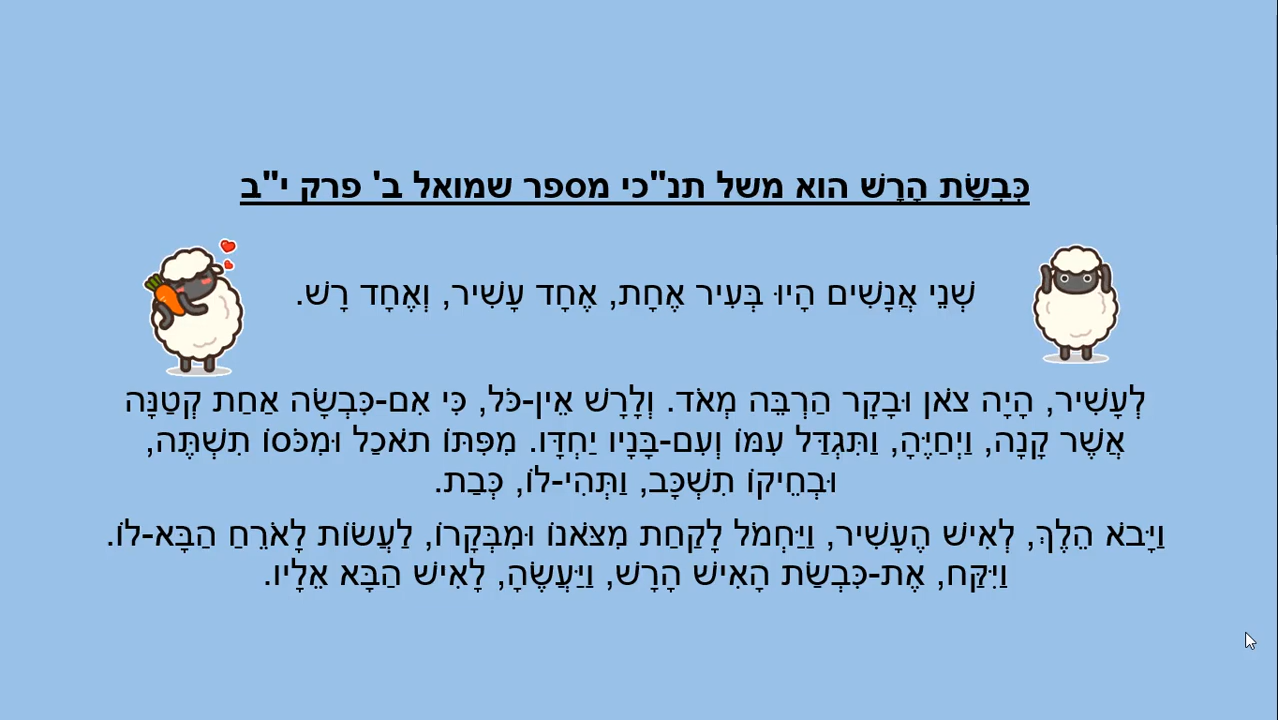 כִּבְשַׂת הָרָשׁ הוא משל תנ"כי מספר שמואל ב' פרק י"ב
שְׁנֵי אֲנָשִׁים הָיוּ בְּעִיר אֶחָת, אֶחָד עָשִׁיר, וְאֶחָד רָשׁ.
לְעָשִׁיר, הָיָה צֹאן וּבָקָר הַרְבֵּה מְאֹד. וְלָרָשׁ אֵין-כֹּל, כִּי אִם-כִּבְשָׂה אַחַת קְטַנָּה
אֲשֶׁר קָנָה, וַיְחַיֶּהָ, וַתִּגְדַּל עִמּוֹ וְעִם-בָּנָיו יַחְדָּו. מִפִּתּוֹ תֹאכַל וּמִכֹּסוֹ תִשְׁתֶּה,
וּבְחֵיקוֹ תִשְׁכָּב, וַתְּהִי-לוֹ, כְּבַת.
וַיָּבֹא הֵלֶךְ, לְאִישׁ הֶעָשִׁיר, וַיַּחְמֹל לָקַחַת מִצֹּאנוֹ וּמִבְּקָרוֹ, לַעֲשׂוֹת לָאֹרֵחַ הַבָּא-לוֹ.
וַיִּקַּח, אֶת-כִּבְשַׂת הָאִישׁ הָרָשׁ, וַיַּעֲשֶׂהָ, לָאִישׁ הַבָּא אֵלָיו.